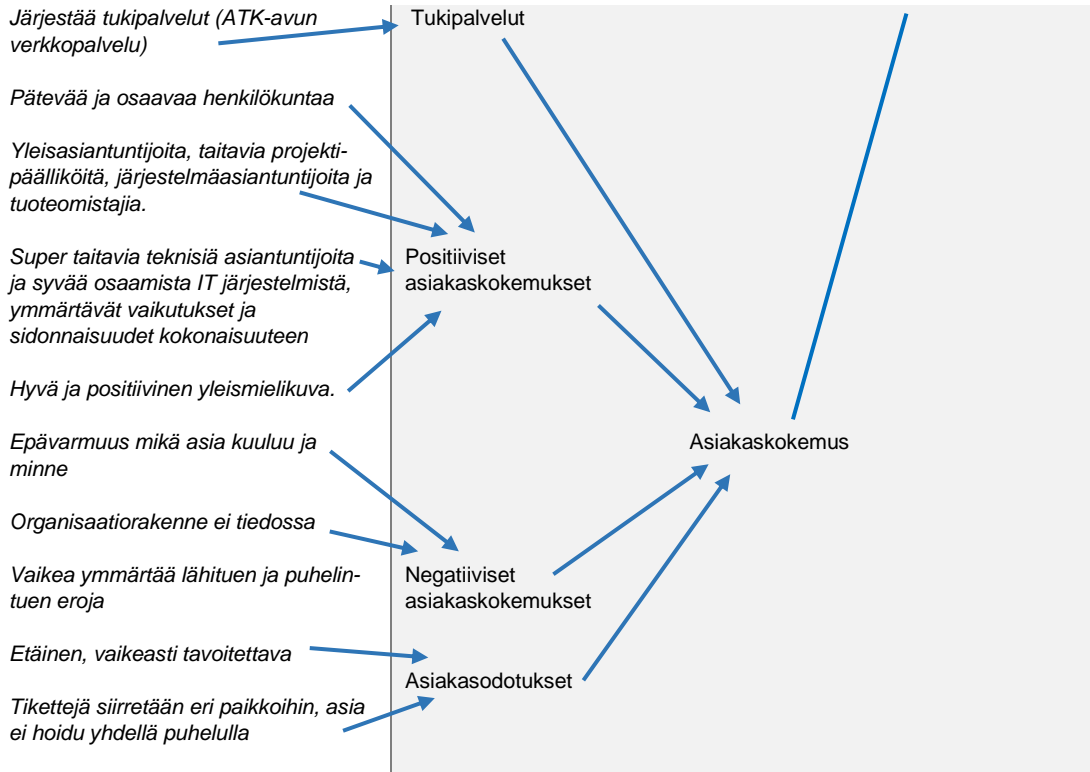 Järjestää tukipalvelut (ATK-avun
verkkopalvelu)
Pätevää ja osaavaa henkilökuntaa
Yleisasiantuntijoita, taitavia projekti-
päälliköitä, järjestelmäasiantuntijoita ja
tuoteomistajia.
Super taitavia teknisiä asiantuntijoita
ja syvää osaamista IT järjestelmistä,
ymmärtävät vaikutukset ja
sidonnaisuudet kokonaisuuteen
Hyvä ja positiivinen yleismielikuva.
Epävarmuus mikä asia kuuluu ja
minne
Organisaatiorakenne ei tiedossa
Vaikea ymmärtää lähituen ja puhelin-
tuen eroja
Etäinen, vaikeasti tavoitettava
Tikettejä siirretään eri paikkoihin, asia
ei hoidu yhdellä puhelulla
Tukipalvelut
Positiiviset
asiakaskokemukset
Negatiiviset
asiakaskokemukset
Asiakasodotukset
Asiakaskokemus